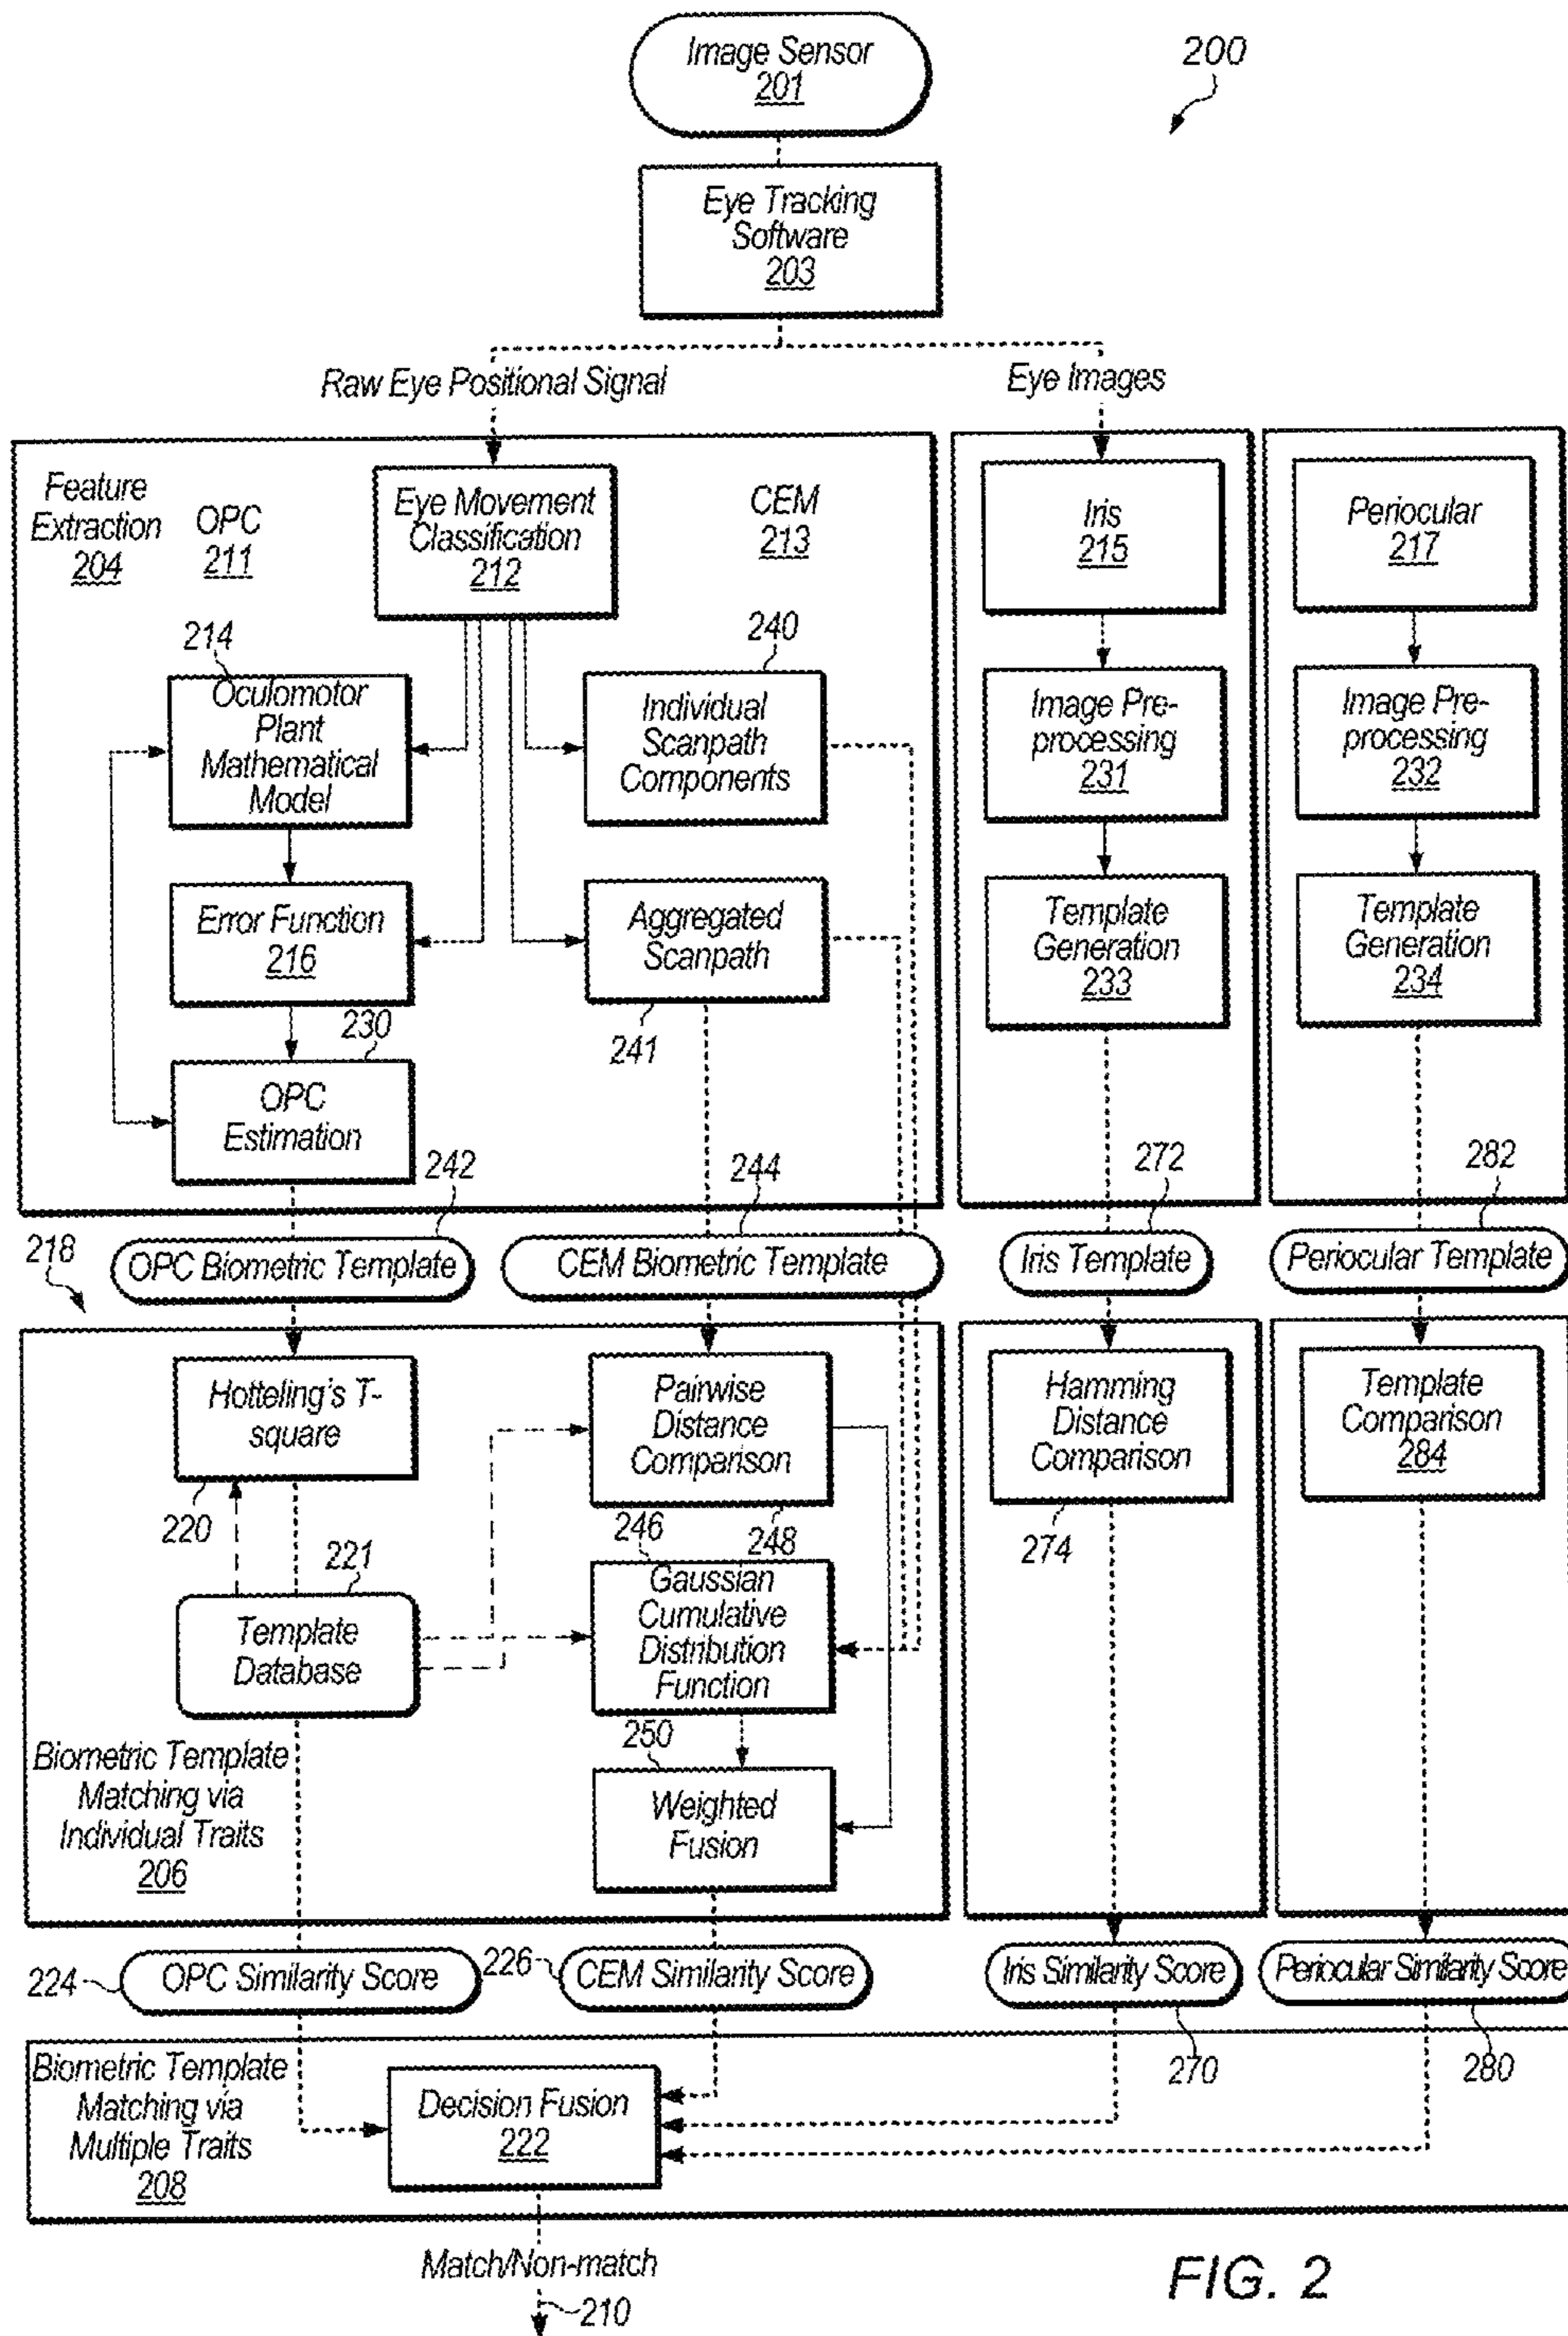 Image Sensor
201
200
Eye Tracking
Software
203
Raw Eye Positional Signal
Eye Images
Feature
Extraction
204
OPC
211
Eye Movement
Classification
212
CEM
213
Iris
215
Periocular
217
214
Oculomotor
Plant
Mathematical
Model
240
Individual
Scanpath
Components
Image Pre-
processing
231
Image Pre-
processing
232
Error Function
216
Aggregated
Scanpath
241
Template
Generation
233
Template
Generation
234
230
OPC
Estimation
242
244
272
282
218
OPC Biometric Template
CEM Biometric Template
Iris Template
Periocular Template
Hotteling's T-
square
220
Pairwise
Distance
Comparison
248
Hamming
Distance
Comparison
274
Template
Comparison
284
221
Template
Database
246
Gaussian
Cumulative
Distribution
Function
250
Weighted
Fusion
Biometric Template
Matching via
Individual Traits
206
224
OPC Similarity Score
226
CEM Similarity Score
Iris Similarity Score
Periocular Similarity Score
270
280
Biometric Template
Matching via
Multiple Traits
208
Decision Fusion
222
Match/Non-match
210
FIG. 2